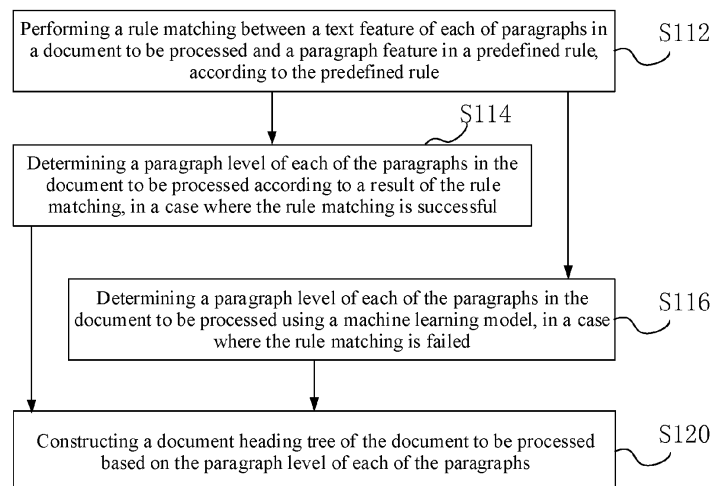 Performing a rule matching between a text feature of each of paragraphs in
a document to be processed and a paragraph feature in a predefined rule,
according to the predefined rule
S112
S114
Determining a paragraph level of each of the paragraphs in the
document to be processed according to a result of the rule
matching, in a case where the rule matching is successful
Determining a paragraph level of each of the paragraphs in the
document to be processed using a machine learning model, in a case
where the rule matching is failed
S116
Constructing a document heading tree of the document to be processed
based on the paragraph level of each of the paragraphs
S120